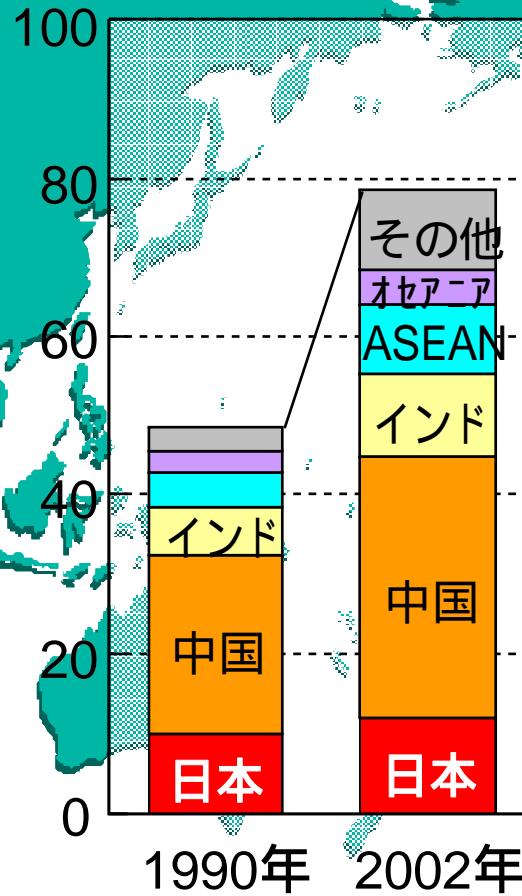 100
80
60
40
20
0
インド
中国
日本
その他
オセアニア
ASEAN
インド
中国
日本
1990年
2002年